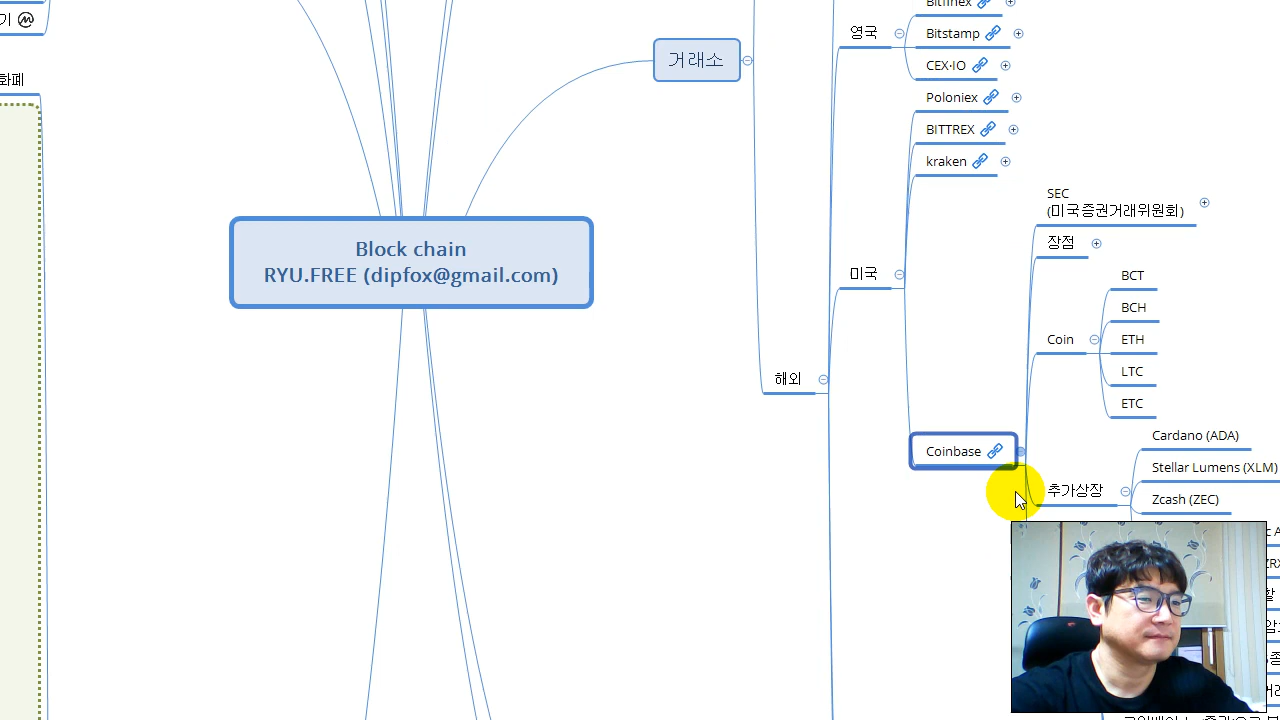 기
화폐
거래소
Block chain
RYU.FREE (dipfox@gmail.com)
해외
영국
Bitfinex
Bitstamp
CEX·IO
미국
Poloniex
BITTREX
kraken
Coinbase
SEC
(미국증권거래위원회)
장점
Coin
BCT
BCH
ETH
LTC
ETC
추가상장
Cardano (ADA)
Stellar Lumens (XLM)
Zcash (ZEC)